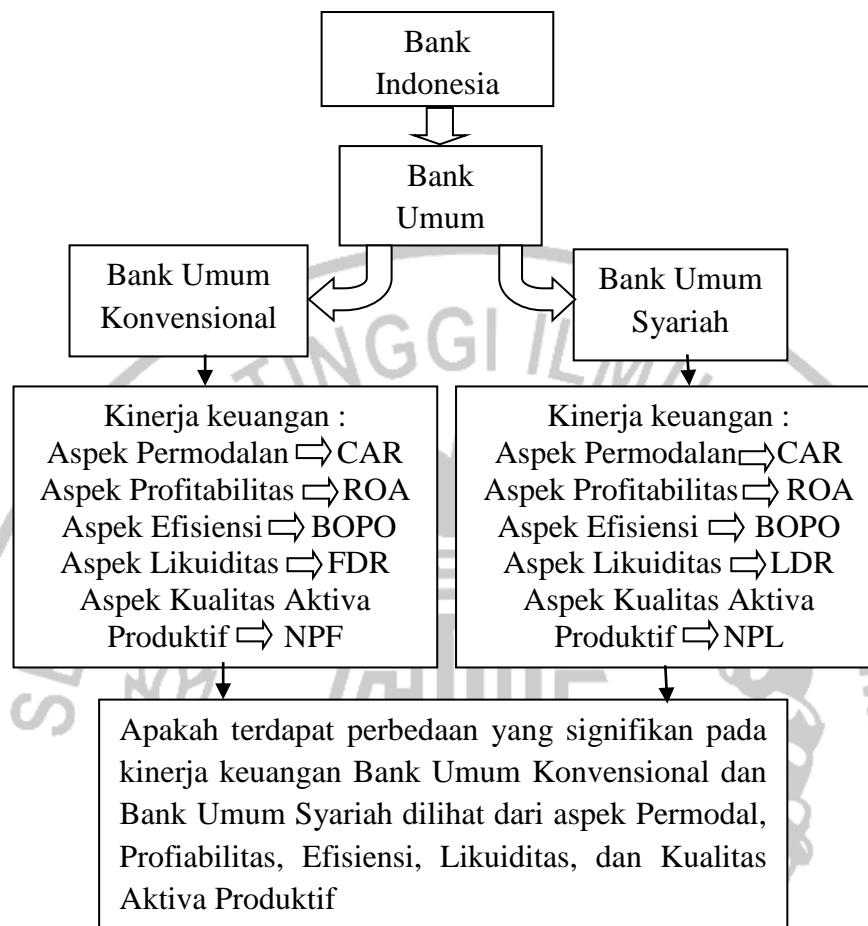 Bank
Indonesia
Bank
Umum
Bank Umum
Konvensional
Bank Umum
Syariah
Kinerja keuangan :
Aspek Permodalan CAR
Aspek Profitabilitas ROA
Aspek Efisiensi BOPO
Aspek Likuiditas FDR
Aspek Kualitas Aktiva
Produktif NPF
Kinerja keuangan :
Aspek Permodalan CAR
Aspek Profitabilitas ROA
Aspek Efisiensi BOPO
Aspek Likuiditas LDR
Aspek Kualitas Aktiva
Produktif NPL
Apakah terdapat perbedaan yang signifikan pada
kinerja keuangan Bank Umum Konvensional dan
Bank Umum Syariah dilihat dari aspek Permodal,
Profiabilitas, Efisiensi, Likuiditas, dan Kualitas
Aktiva Produktif
TINGGI